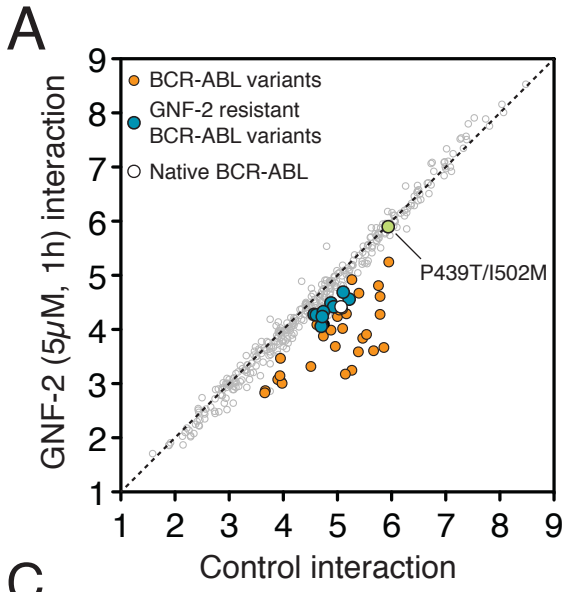 A
9
8
7
6
5
4
3
2
1
GNF-2 (5µM, 1h) interaction
BCR-ABL variants
GNF-2 resistant
BCR-ABL variants
Native BCR-ABL
P439T/I502M
1 2 3 4 5 6 7 8 9
Control interaction
C